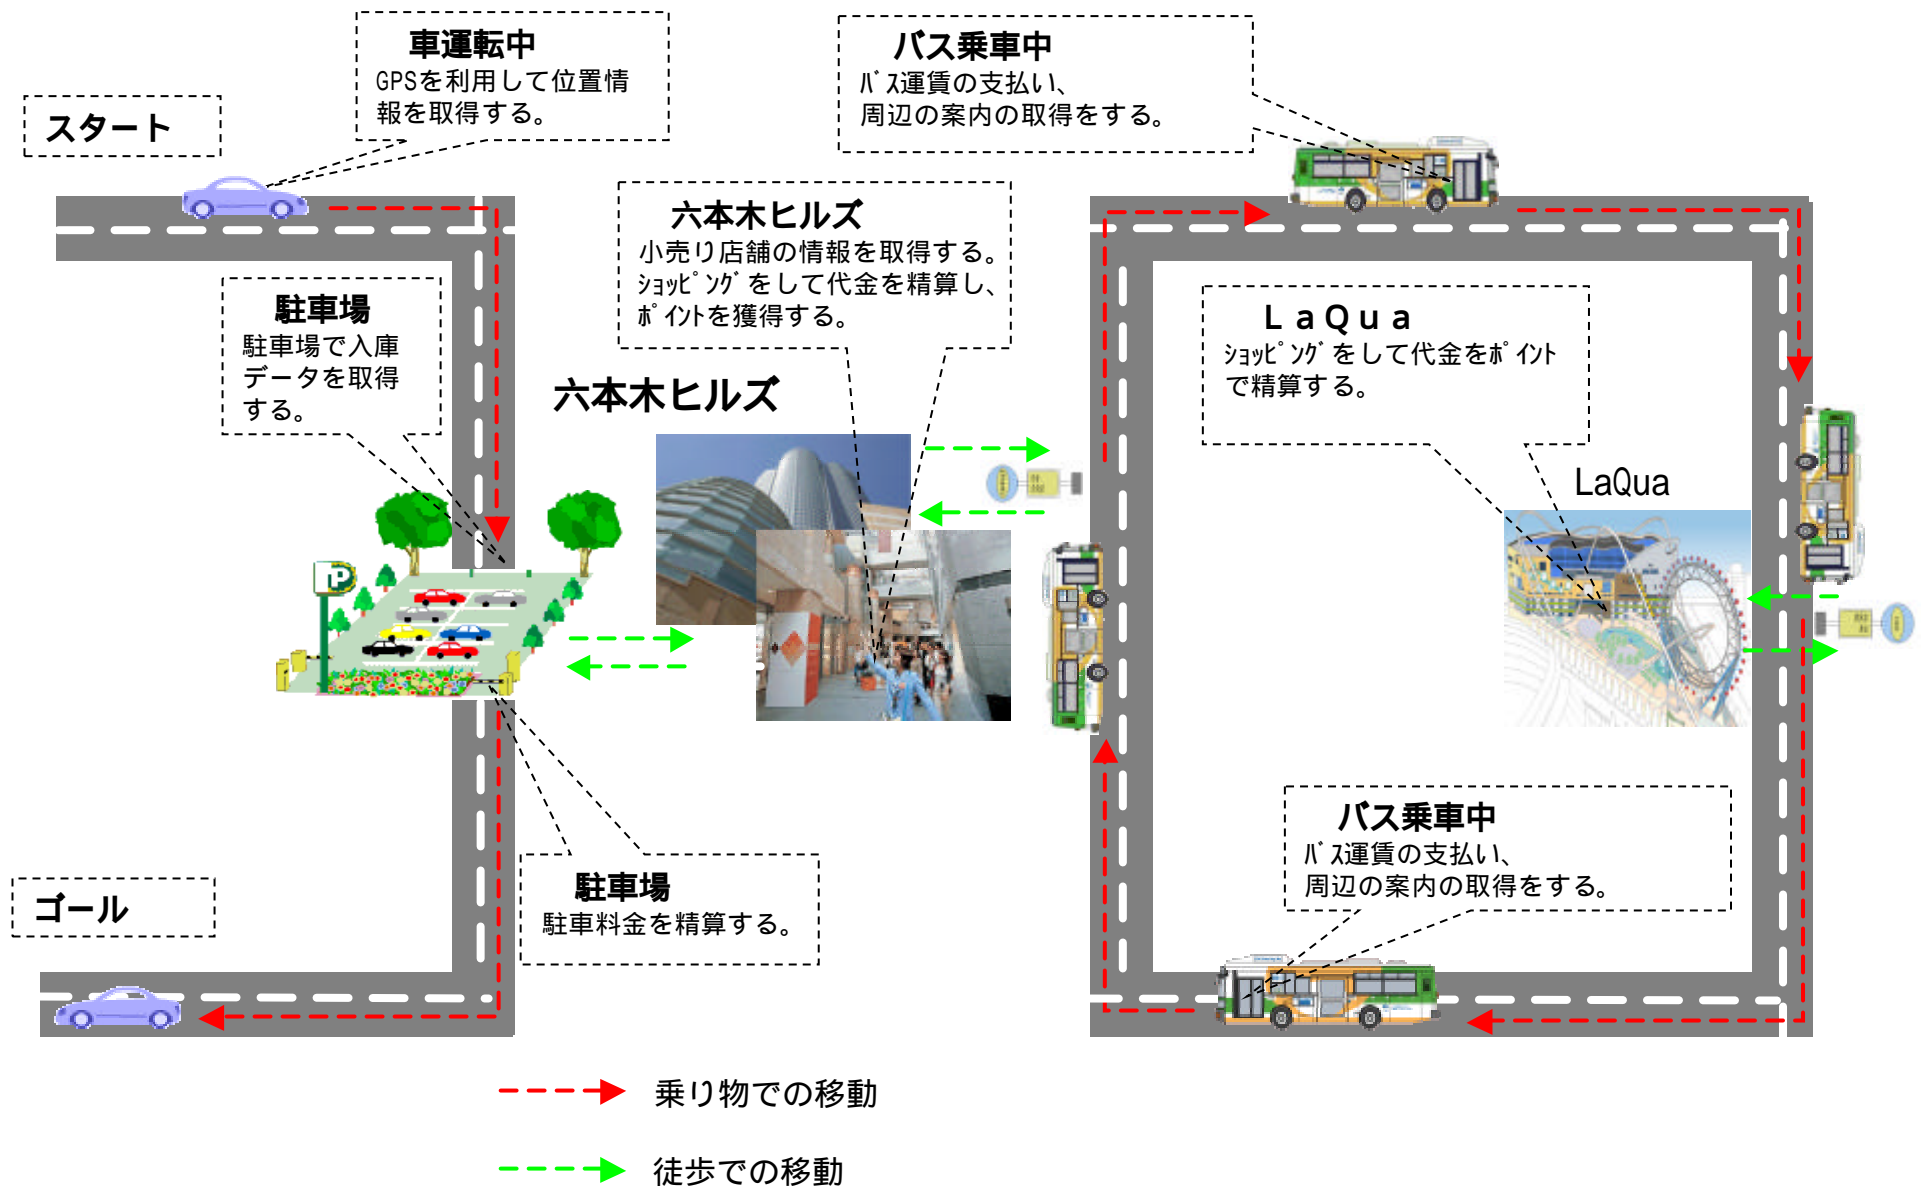 車運転中
GPSを利用して位置情
報を取得する。
バス乗車中
ﾊﾞｽ運賃の支払い、
周辺の案内の取得をする。
スタート
六本木ヒルズ
小売り店舗の情報を取得する。
ｼｮｯﾋﾟﾝｸﾞをして代金を精算し、
ﾎﾟｲﾝﾄを獲得する。
駐車場
駐車場で入庫
データを取得
する。
ＬａＱｕａ
ｼｮｯﾋﾟﾝｸﾞをして代金をﾎﾟｲﾝﾄ
で精算する。
六本木ヒルズ
LaQua
P
バス乗車中
ﾊﾞｽ運賃の支払い、
周辺の案内の取得をする。
駐車場
駐車料金を精算する。
ゴール
乗り物での移動
徒歩での移動